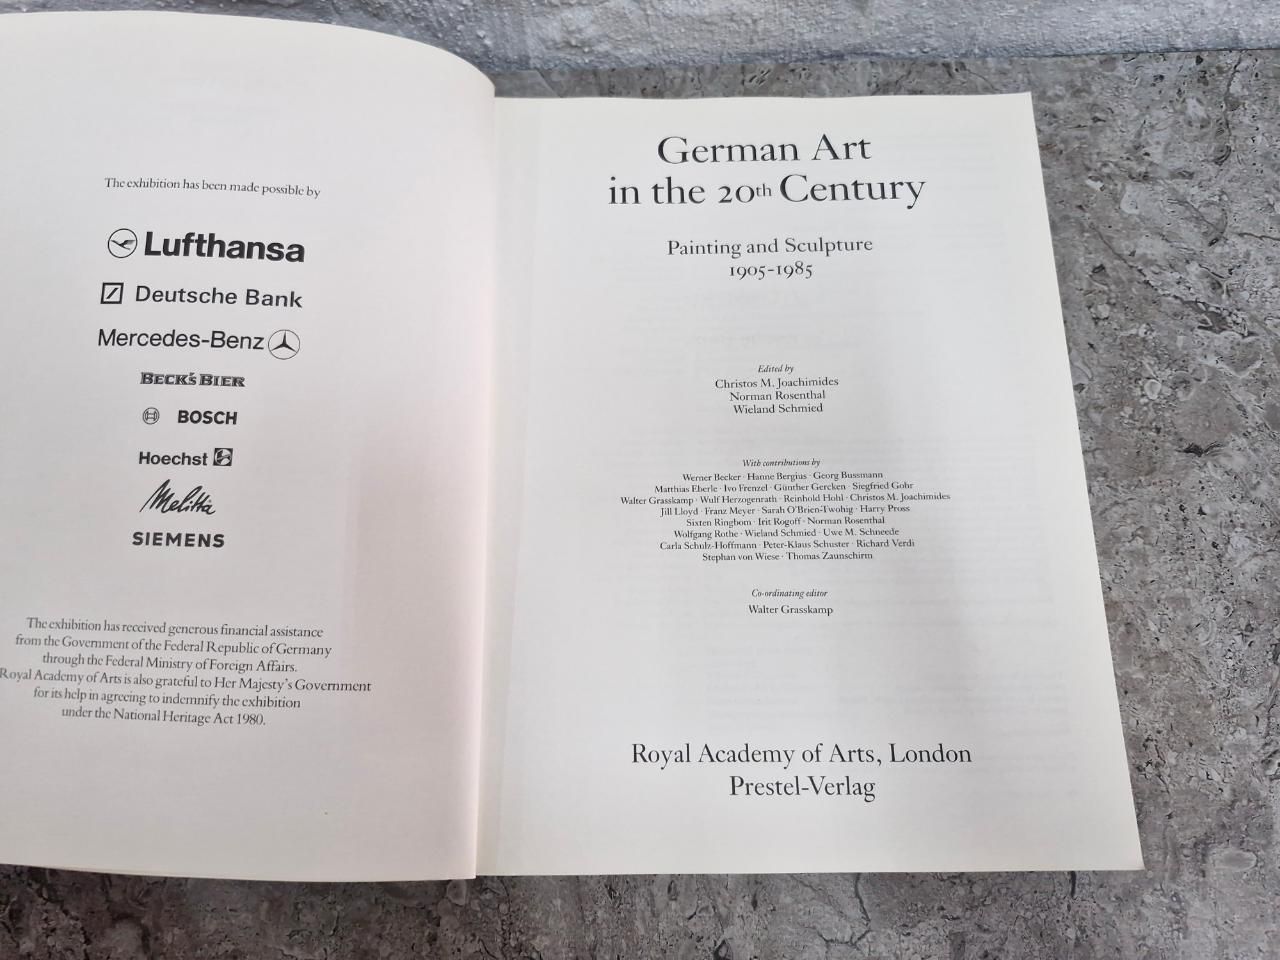 The exhibition has been made possible by
Lufthansa
Deutsche Bank
Mercedes-Benz
BECK'S BIER
BOSCH
Hoechst
Melitta
SIEMENS
The exhibition has received generous financial assistance
from the Government of the Federal Republic of Germany
through the Federal Ministry of Foreign Affairs.
Royal Academy of Arts is also grateful to Her Majesty's Government
for its help in agreeing to indemnify the exhibition
under the National Heritage Act 1980.
German Art
in the 20th Century
Painting and Sculpture
1905-1985
Edited by
Christos M. Joachimides
Norman Rosenthal
Wieland Schmied
With contributions by
Werner Becker · Hanne Bergius · Georg Bussmann
Matthias Eberle · Ivo Frenzel · Günther Gercken · Siegfried Gohr
Walter Grasskamp · Wulf Herzogenrath · Reinhold Hohl · Christos M. Joachimides
Jill Lloyd · Franz Meyer · Sarah O'Brien-Twohig · Harry Pross
Sixten Ringbom · Irit Rogoff · Norman Rosenthal
Wolfgang Rothe · Wieland Schmied · Uwe M. Schneede
Carla Schulz-Hoffmann · Peter-Klaus Schuster · Richard Verdi
Stephan von Wiese · Thomas Zaunschirm
Co-ordinating editor
Walter Grasskamp
Royal Academy of Arts, London
Prestel-Verlag